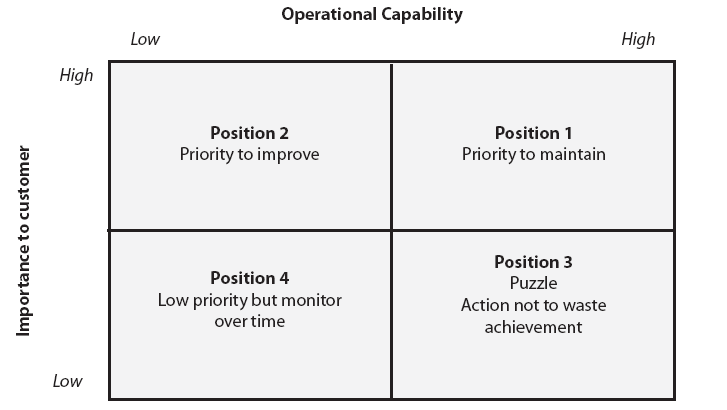 Operational Capability
Low
High
High
Importance to customer
Position 2
Priority to improve
Position 1
Priority to maintain
Position 4
Low priority but monitor
over time
Position 3
Puzzle
Action not to waste
achievement
Low